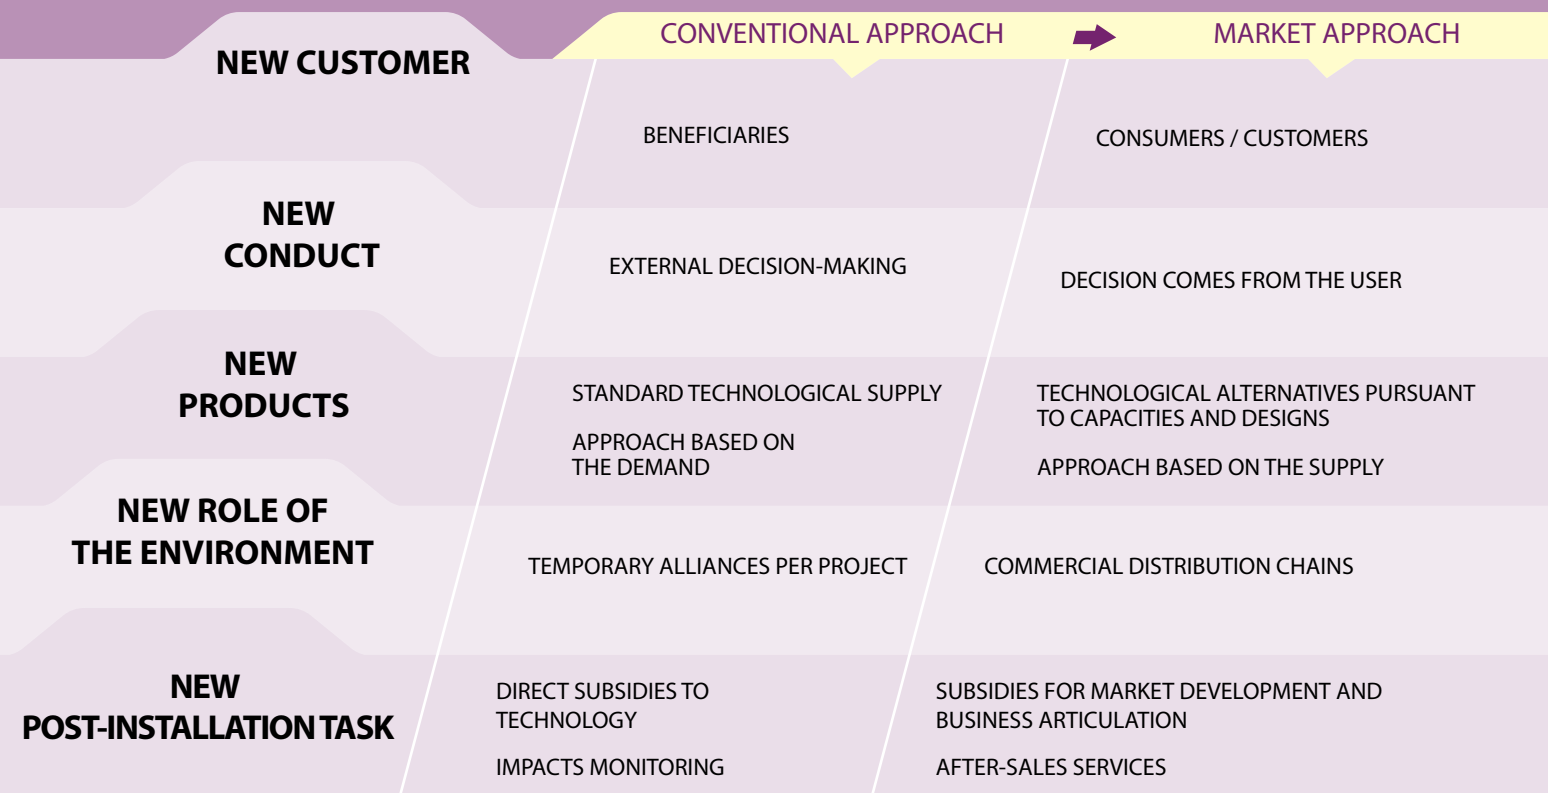 CONVENTIONAL APPROACH
MARKET APPROACH
NEW CUSTOMER
BENEFICIARIES
CONSUMERS / CUSTOMERS
NEW
CONDUCT
EXTERNAL DECISION-MAKING
DECISION COMES FROM THE USER
NEW
PRODUCTS
STANDARD TECHNOLOGICAL SUPPLY
APPROACH BASED ON
THE DEMAND
TECHNOLOGICAL ALTERNATIVES PURSUANT
TO CAPACITIES AND DESIGNS
APPROACH BASED ON THE SUPPLY
NEW ROLE OF
THE ENVIRONMENT
TEMPORARY ALLIANCES PER PROJECT
COMMERCIAL DISTRIBUTION CHAINS
NEW
POST-INSTALLATION TASK
DIRECT SUBSIDIES TO
TECHNOLOGY
IMPACTS MONITORING
SUBSIDIES FOR MARKET DEVELOPMENT AND
BUSINESS ARTICULATION
AFTER-SALES SERVICES